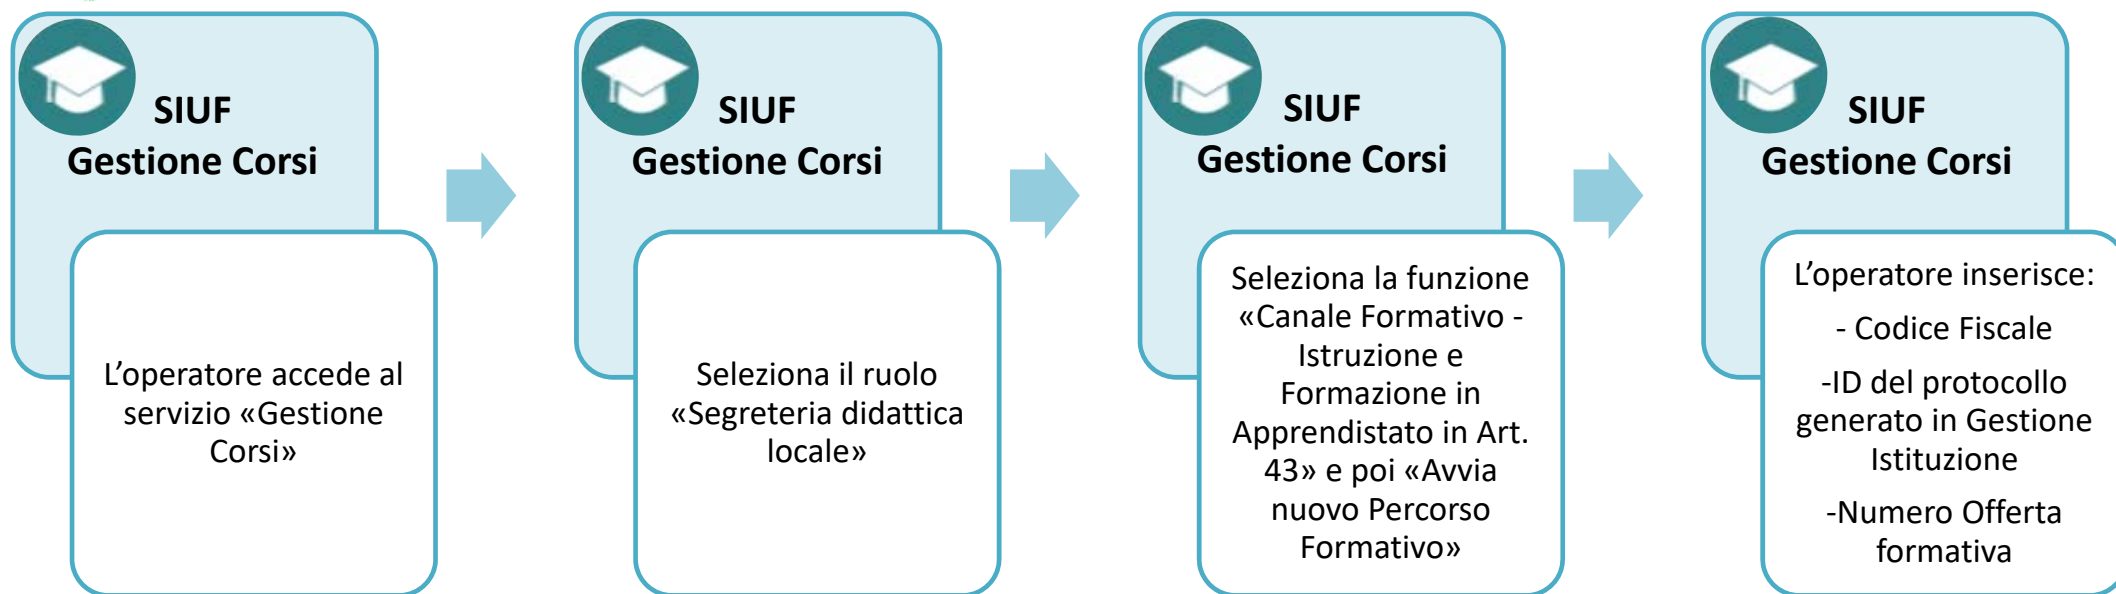 SIUF
Gestione Corsi
L’operatore accede al
servizio «Gestione
Corsi»
SIUF
Gestione Corsi
Seleziona il ruolo
«Segreteria didattica
locale»
SIUF
Gestione Corsi
Seleziona la funzione
«Canale Formativo -
Istruzione e
Formazione in
Apprendistato in Art.
43» e poi «Avvia
nuovo Percorso
Formativo»
SIUF
Gestione Corsi
L’operatore inserisce:
- Codice Fiscale
-ID del protocollo
generato in Gestione
Istituzione
-Numero Offerta
formativa